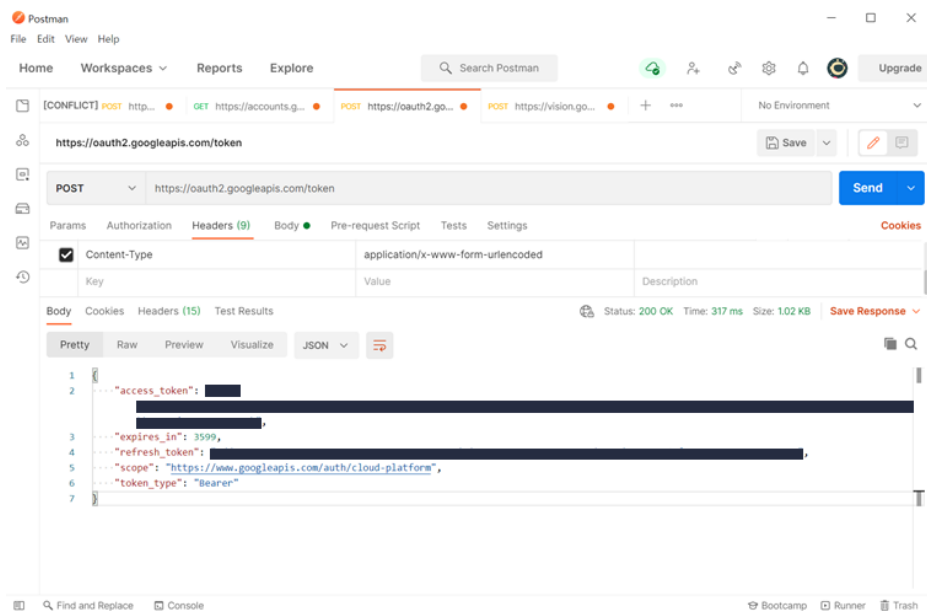 Postman
File Edit View Help
Home Workspaces Reports Explore Search Postman Upgrade
[CONFLICT] POST http... GET https://accounts.g... POST https://oauth2.go... POST https://vision.go... + ooo No Environment
https://oauth2.googleapis.com/token Save
POST https://oauth2.googleapis.com/token Send
Params Authorization Headers (9) Body Pre-request Script Tests Settings Cookies
Content-Type application/x-www-form-urlencoded
Key Value Description
Body Cookies Headers (15) Test Results Status: 200 OK Time: 317 ms Size: 1.02 KB Save Response
Pretty Raw Preview Visualize JSON
1 {
2 "access_token":
,
3 "expires_in": 3599,
4 "refresh_token": ,
5 "scope": "https://www.googleapis.com/auth/cloud-platform",
6 "token_type": "Bearer"
7 }
Find and Replace Console Bootcamp Runner Trash